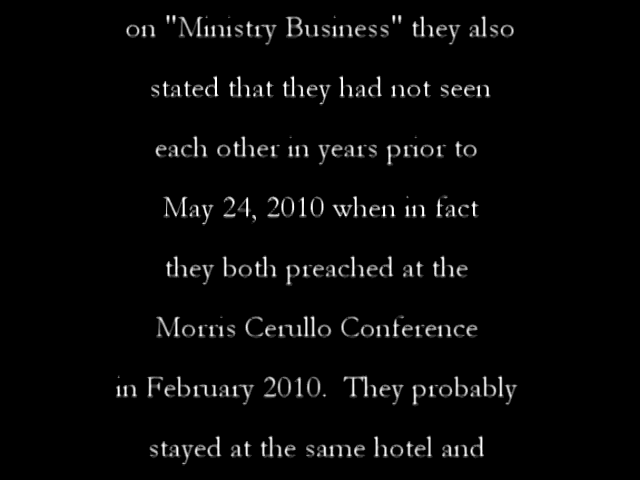 on "Ministry Business" they also
stated that they had not seen
each other in years prior to
May 24, 2010 when in fact
they both preached at the
Morris Cerullo Conference
in February 2010.  They probably
stayed at the same hotel and